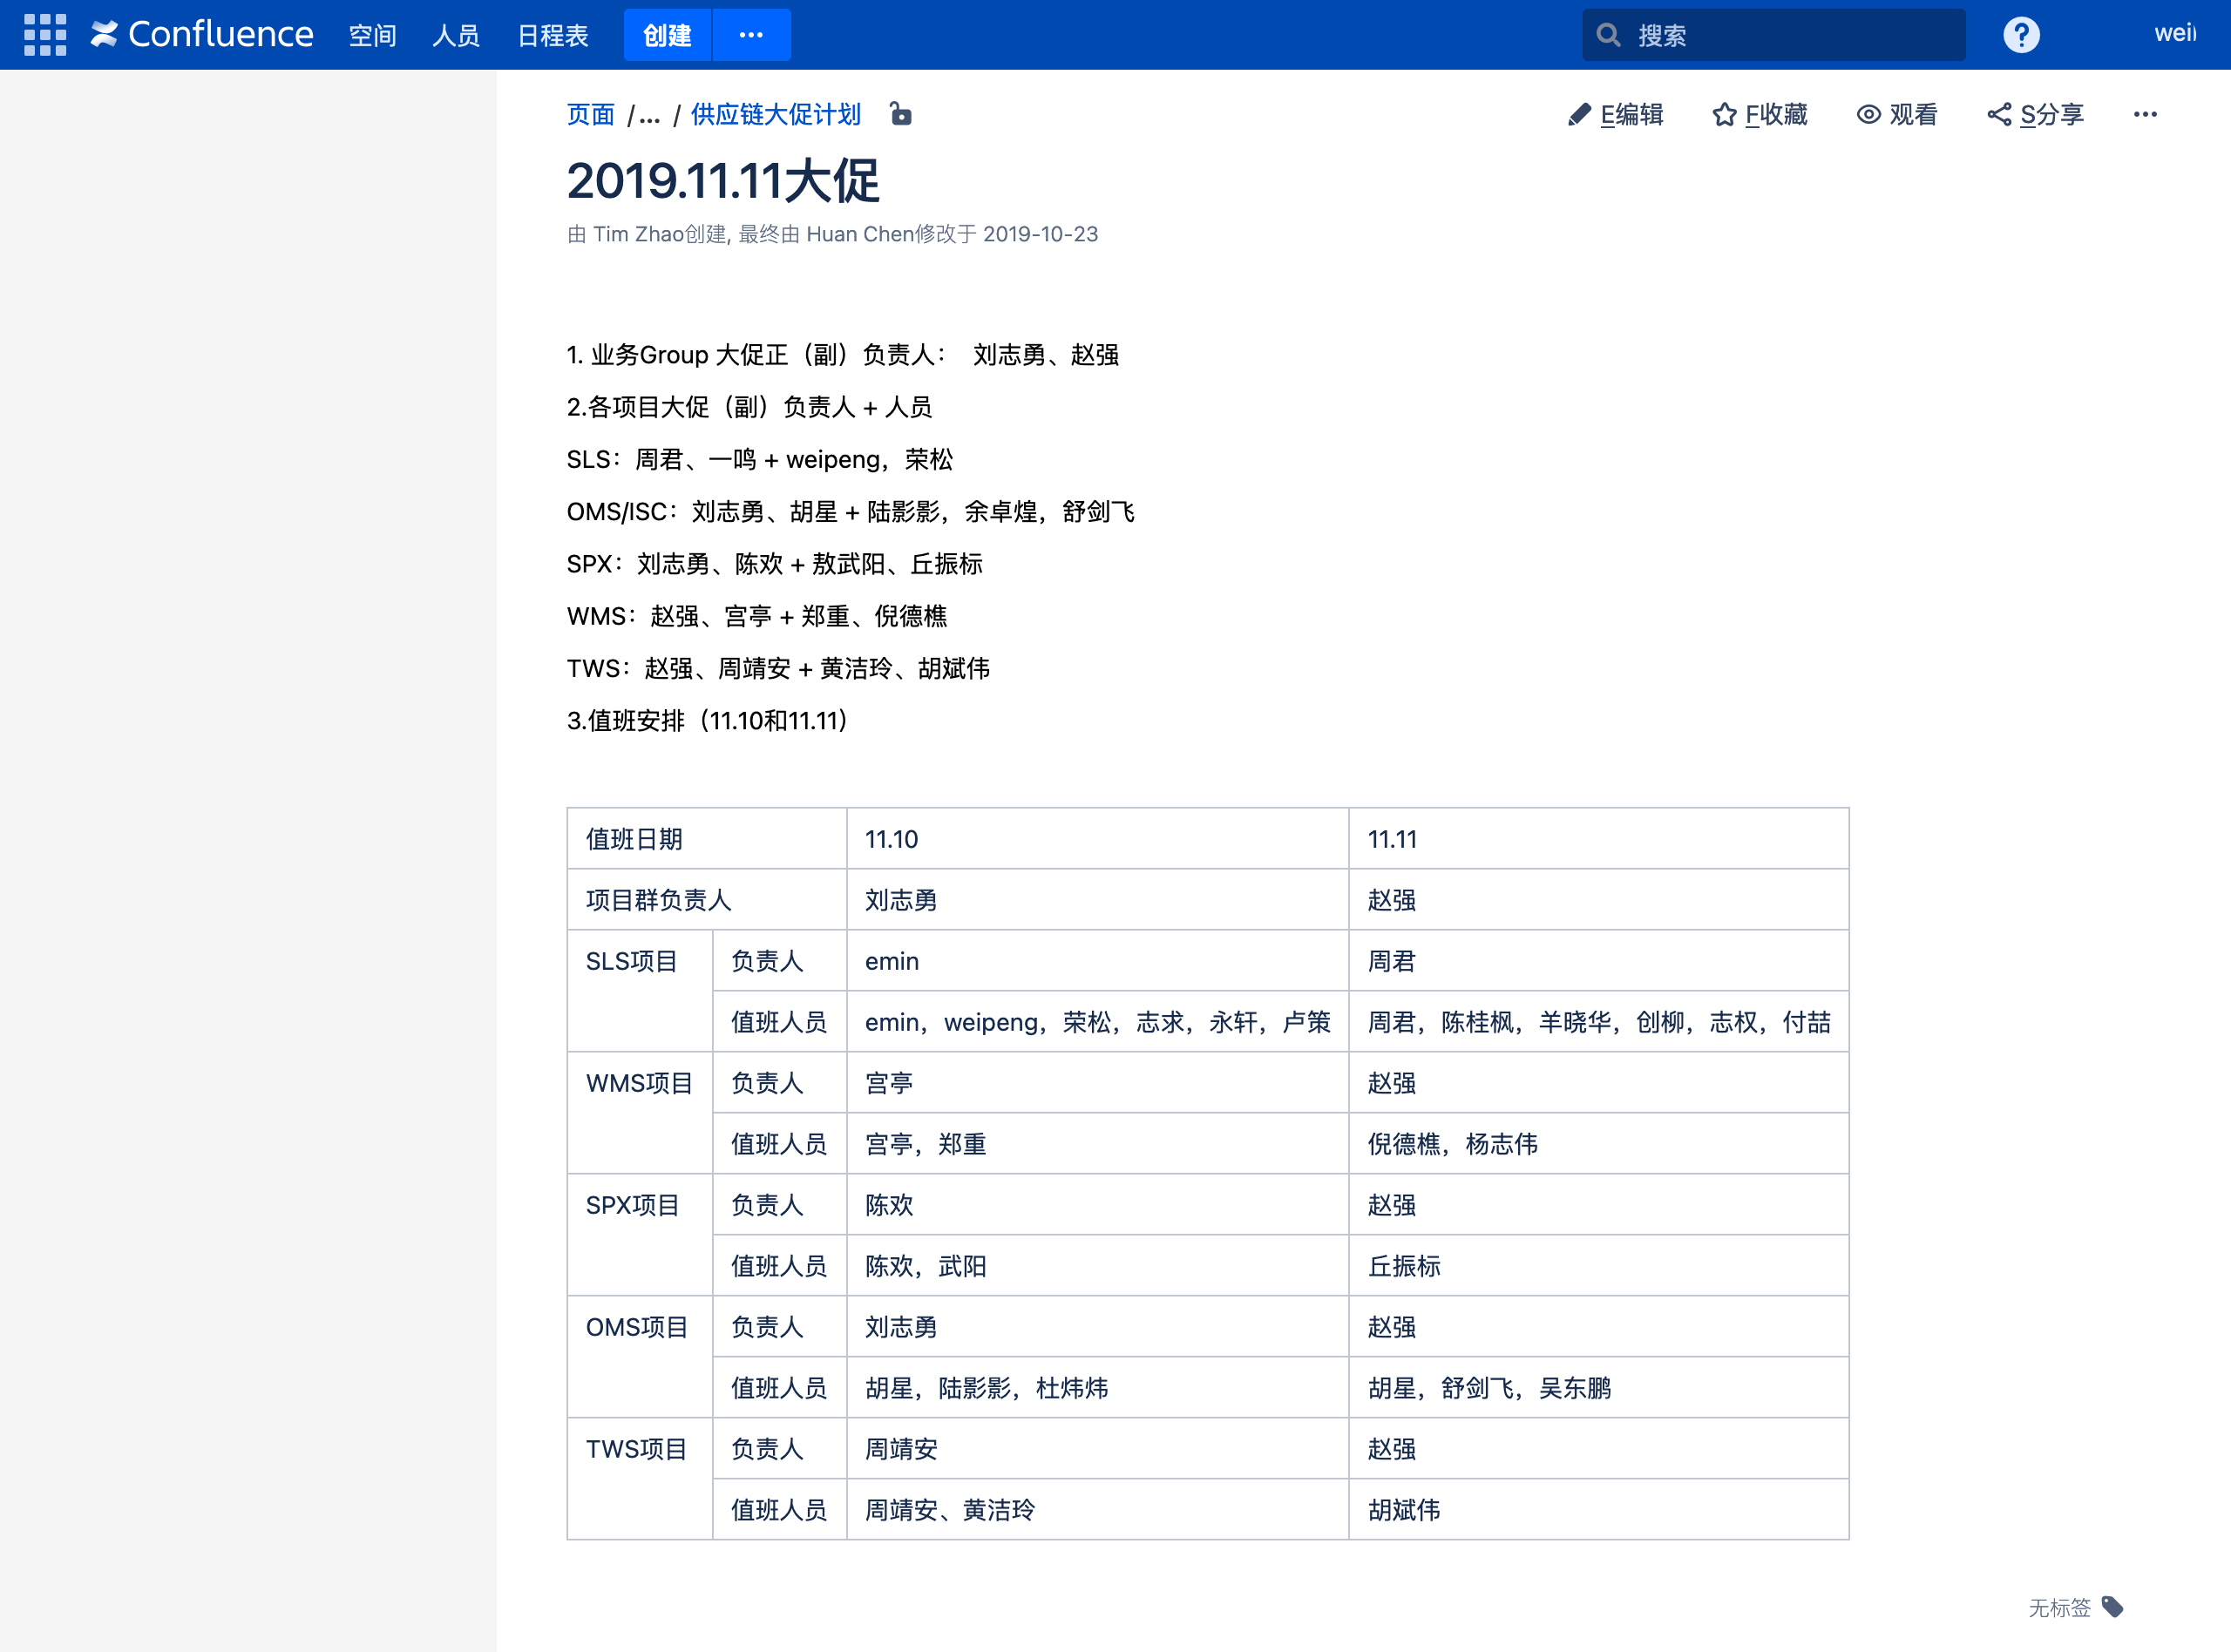 Confluence 空间 人员 日程表 创建 ··· 搜索 ? wei
页面 /... / 供应链大促计划 E编辑 F收藏 观看 S分享 ···
2019.11.11大促
由 Tim Zhao创建, 最终由 Huan Chen修改于 2019-10-23
1. 业务Group 大促正（副）负责人： 刘志勇、赵强
2.各项目大促（副）负责人 + 人员
SLS：周君、一鸣 + weipeng，荣松
OMS/ISC：刘志勇、胡星 + 陆影影，余卓煌，舒剑飞
SPX：刘志勇、陈欢 + 敖武阳、丘振标
WMS：赵强、宫亭 + 郑重、倪德樵
TWS：赵强、周靖安 + 黄洁玲、胡斌伟
3.值班安排（11.10和11.11）
值班日期 11.10 11.11
项目群负责人 刘志勇 赵强
SLS项目 负责人 emin 周君
值班人员 emin，weipeng，荣松，志求，永轩，卢策 周君，陈桂枫，羊晓华，创柳，志权，付喆
WMS项目 负责人 宫亭 赵强
值班人员 宫亭，郑重 倪德樵，杨志伟
SPX项目 负责人 陈欢 赵强
值班人员 陈欢，武阳 丘振标
OMS项目 负责人 刘志勇 赵强
值班人员 胡星，陆影影，杜炜炜 胡星，舒剑飞，吴东鹏
TWS项目 负责人 周靖安 赵强
值班人员 周靖安、黄洁玲 胡斌伟
无标签